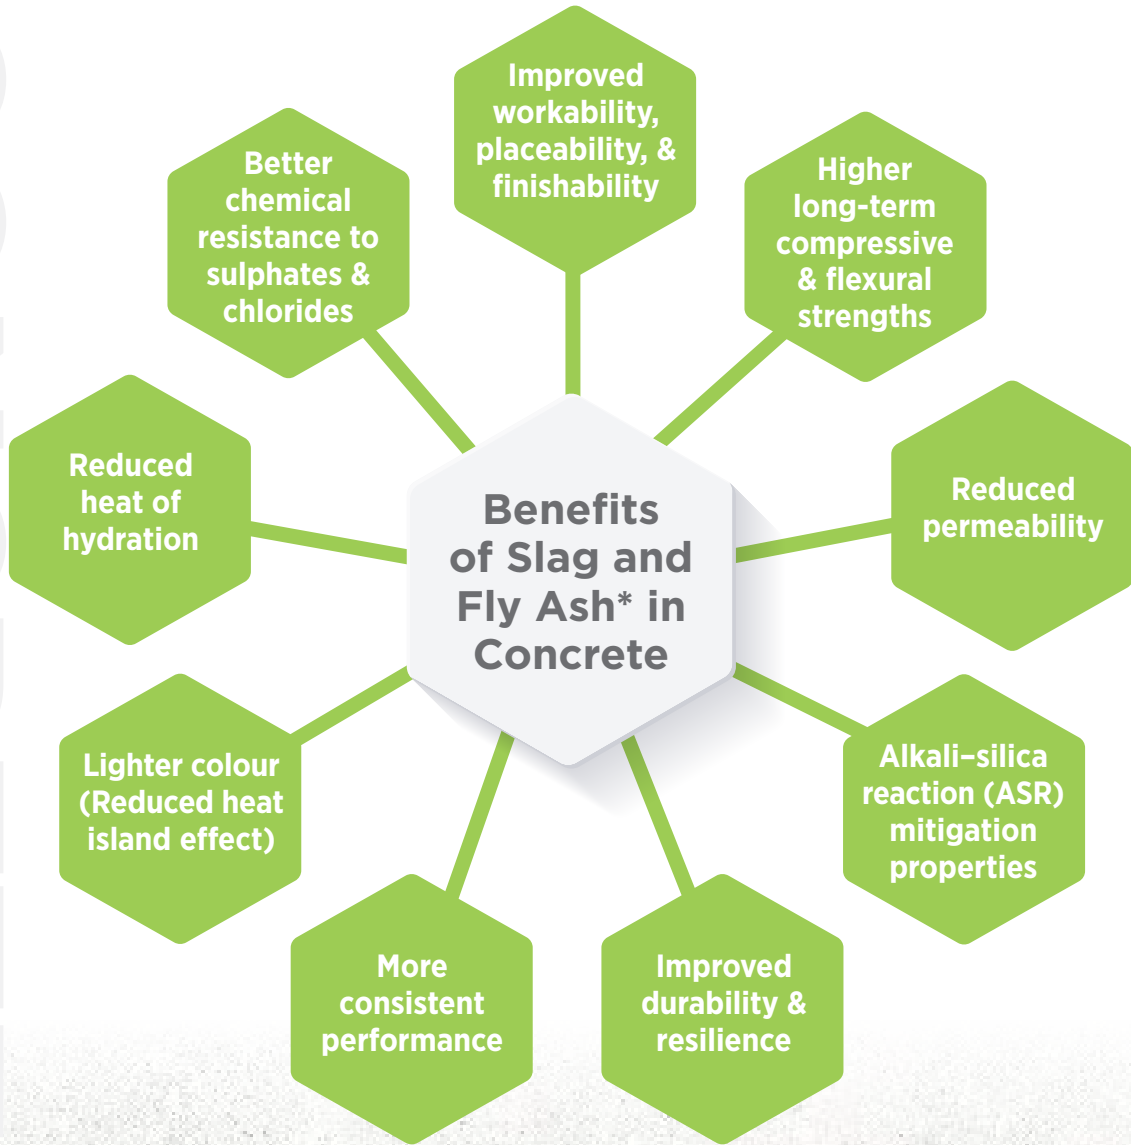 Improved
workability,
placeability, &
finishability
Better
chemical
resistance to
sulphates &
chlorides
Higher
long-term
compressive
& flexural
strengths
Reduced
heat of
hydration
Benefits
of Slag and
Fly Ash* in
Concrete
Reduced
permeability
Lighter colour
(Reduced heat
island effect)
Alkali–silica
reaction (ASR)
mitigation
properties
More
consistent
performance
Improved
durability &
resilience